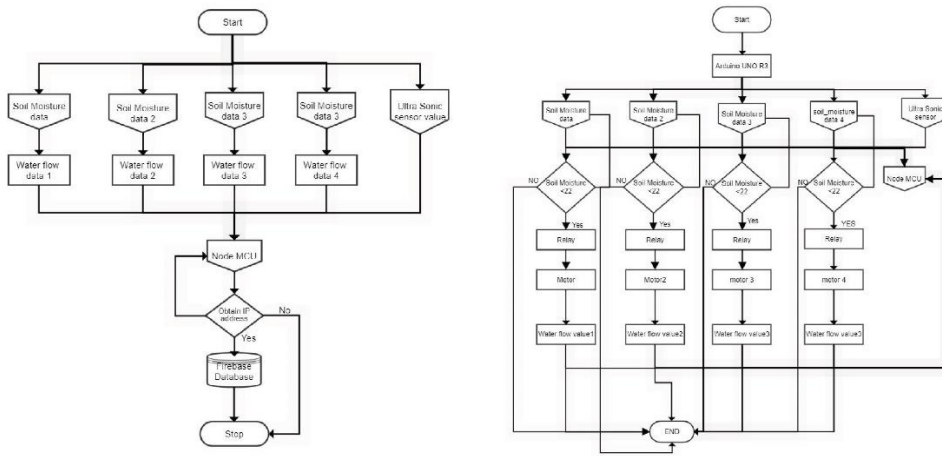 Start
Soil Moisture
data
Soil Moisture
data 2
Soil Moisture
data 3
Soil Moisture
data 3
Ultra Sonic
sensor value
Water flow
data 1
Water flow
data 2
Water flow
data 3
Water flow
data 4
Node MCU
Obtain IP
address
No
Yes
Firebase
Database
Stop
Start
Arduino UNO R3
Soil Moisture
data
Soil Moisture
data 2
Soil Moisture
data 3
soil_moisture
data 4
Ultra Sonic
sensor
NO
Soil Moisture
<22
NO
Soil Moisture
<22
NO
Soil Moisture
<22
NO
Soil Moisture
<22
Node MCU
Yes
Yes
Yes
YES
Relay
Relay
Relay
Relay
Motor
Motor2
motor 3
motor 4
Water flow value1
Water flow value2
Water flow value3
Water flow value3
END